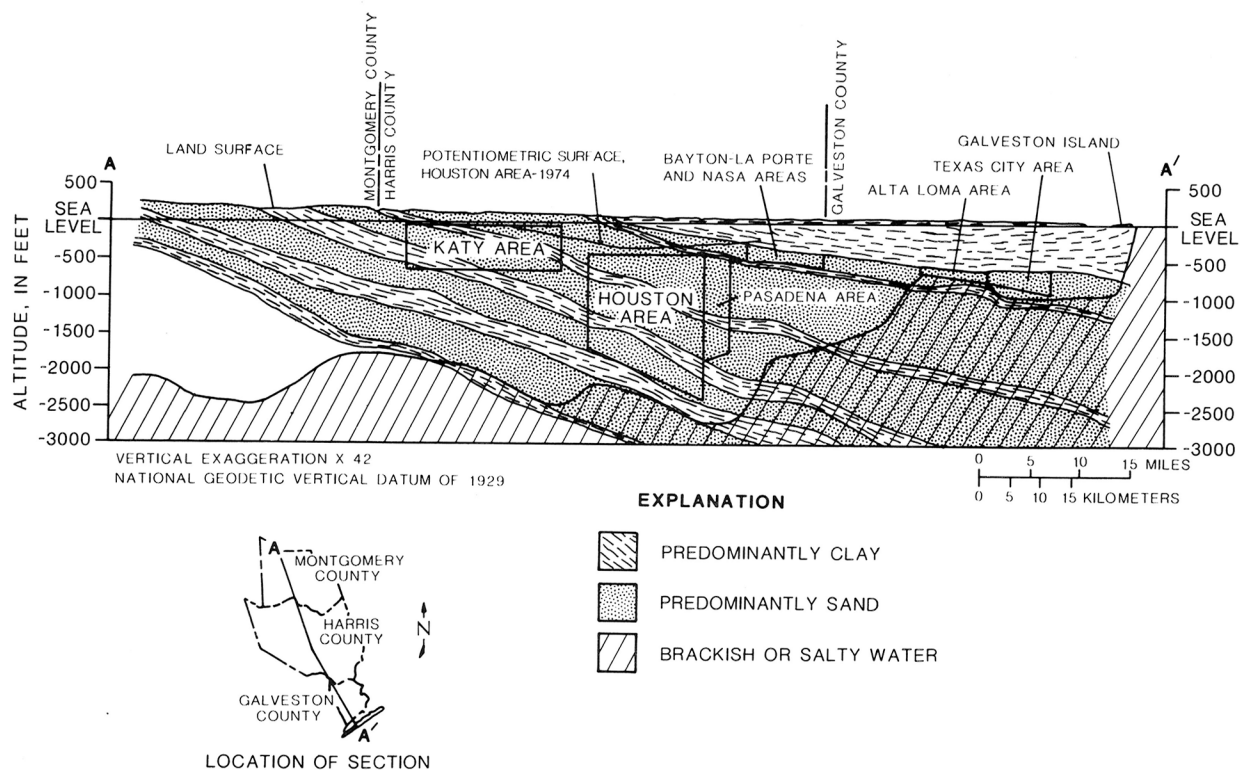 MONTGOMERY COUNTY
HARRIS COUNTY
GALVESTON COUNTY
LAND SURFACE
POTENTIOMETRIC SURFACE,
HOUSTON AREA-1974
BAYTON-LA PORTE
AND NASA AREAS
GALVESTON ISLAND
TEXAS CITY AREA
ALTA LOMA AREA
A
A'
ALTITUDE, IN FEET
500
SEA
LEVEL
-500
-1000
-1500
-2000
-2500
-3000
KATY AREA
HOUSTON
AREA
PASADENA AREA
500
SEA
LEVEL
-500
-1000
-1500
-2000
-2500
-3000
VERTICAL EXAGGERATION X 42
NATIONAL GEODETIC VERTICAL DATUM OF 1929
0 5 10 15 MILES
0 5 10 15 KILOMETERS
EXPLANATION
PREDOMINANTLY CLAY
PREDOMINANTLY SAND
BRACKISH OR SALTY WATER
A
MONTGOMERY
COUNTY
HARRIS
COUNTY
N
GALVESTON
COUNTY
A'
LOCATION OF SECTION